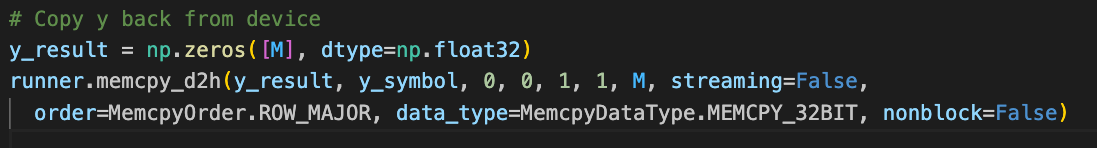 # Copy y back from device
y_result = np.zeros([M], dtype=np.float32)
runner.memcpy_d2h(y_result, y_symbol, 0, 0, 1, 1, M, streaming=False,
  order=MemcpyOrder.ROW_MAJOR, data_type=MemcpyDataType.MEMCPY_32BIT, nonblock=False)